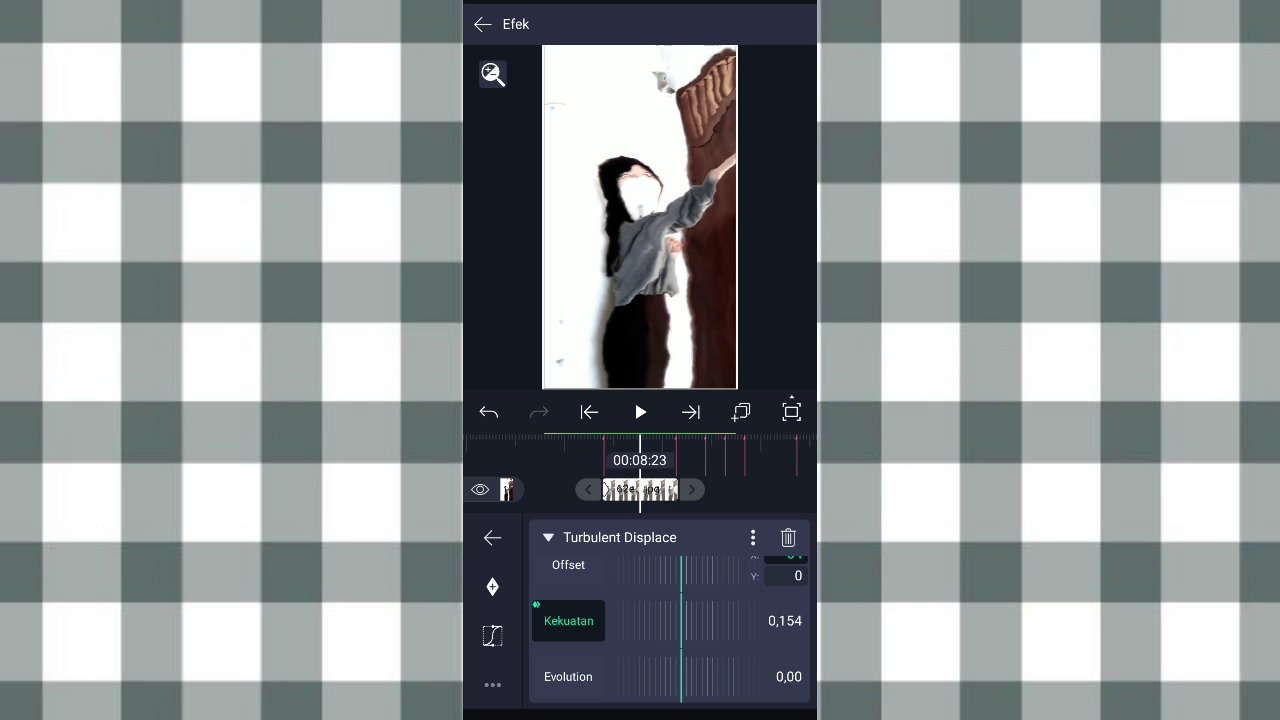 Efek
00:08:23
Turbulent Displace
Offset
Y: 0
Kekuatan 0,154
Evolution 0,00